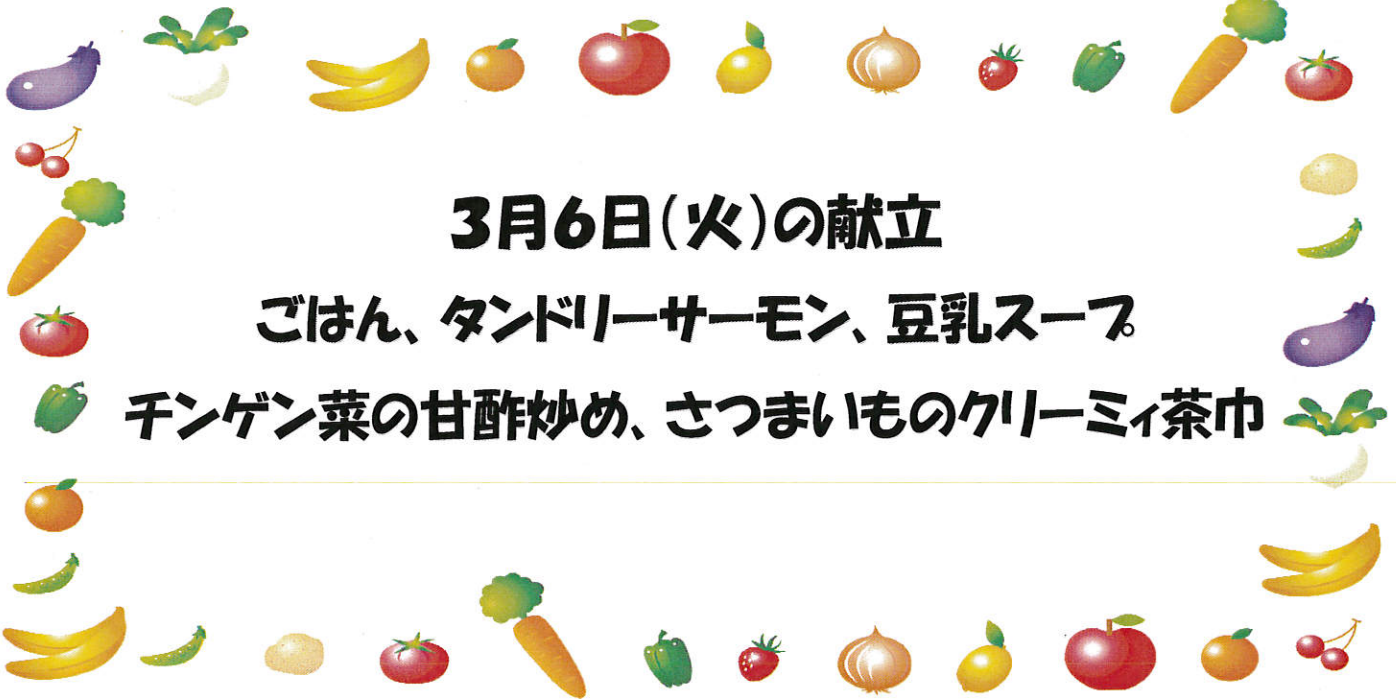 3月6日(火)の献立
ごはん、タンドリーサーモン、豆乳スープ
チンゲン菜の甘酢炒め、さつまいものクリーミィ茶巾